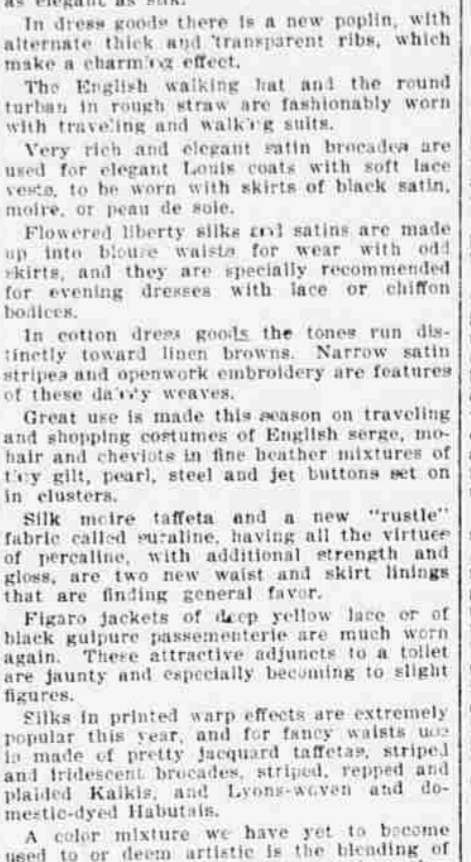 as elegant as silk.
In dress goods there is a new poplin, with
alternate thick and transparent ribs, which
make a charming effect.
The English walking hat and the round
turban in rough straw are fashionably worn
with traveling and walking suits.
Very rich and elegant satin brocades are
used for elegant Louis coats with soft lace
vests, to be worn with skirts of black satin,
moire, or peau de soie.
Flowered liberty silks and satins are made
up into blouse waists for wear with odd
skirts, and they are specially recommended
for evening dresses with lace or chiffon
bodices.
In cotton dress goods the tones run dis-
tinctly toward linen browns. Narrow satin
stripes and openwork embroidery are features
of these dainty weaves.
Great use is made this season on traveling
and shopping costumes of English serge, mo-
hair and cheviots in fine heather mixtures of
tiny gilt, pearl, steel and jet buttons set on
in clusters.
Silk moire taffeta and a new "rustle"
fabric called suraline, having all the virtues
of percaline, with additional strength and
gloss, are two new waist and skirt linings
that are finding general favor.
Figaro jackets of deep yellow lace or of
black guipure passementerie are much worn
again. These attractive adjuncts to a toilet
are jaunty and especially becoming to slight
figures.
Silks in printed warp effects are extremely
popular this year, and for fancy waists use
is made of pretty jacquard taffetas, striped
and iridescent brocades, striped, repped and
plaided Kaikis, and Lyons-woven and do-
mestic-dyed Habutais.
A color mixture we have yet to become
used to or deem artistic is the blending of